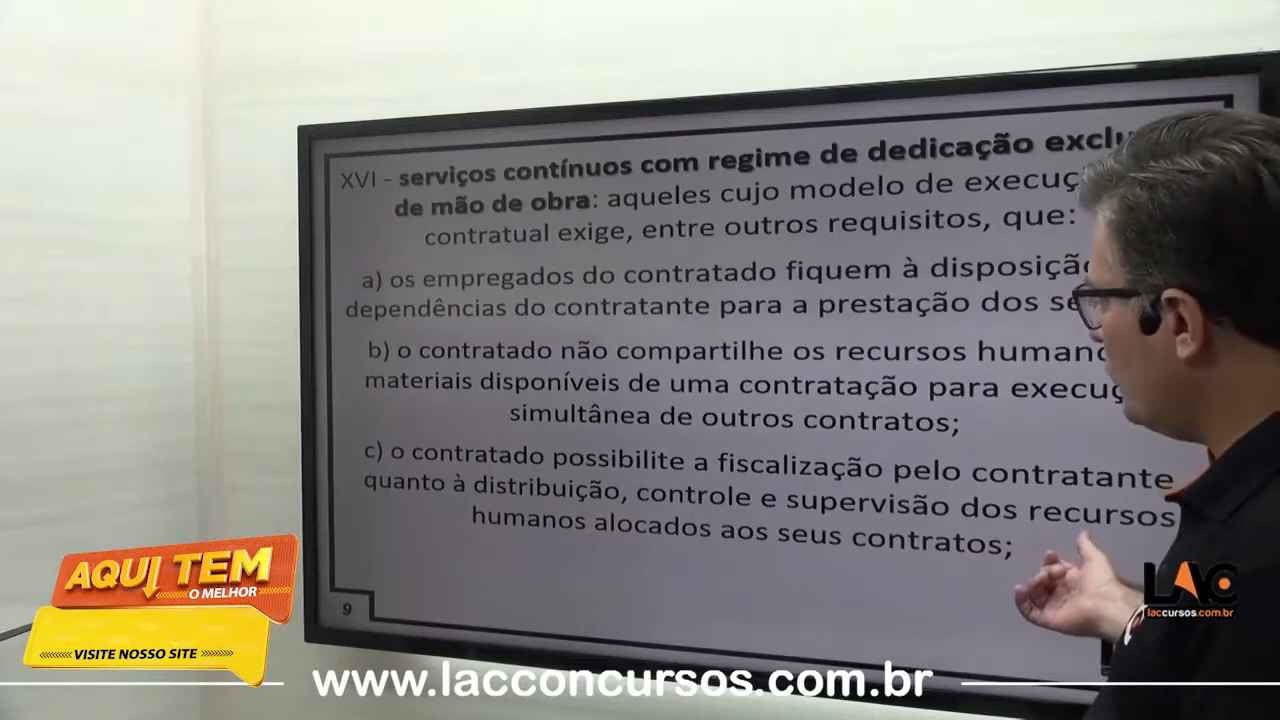 XVI - serviços contínuos com regime de dedicação
de mão de obra: aqueles cujo modelo de
contratual exige, entre outros requisitos, que:
a) os empregados do contratado fiquem à
dependências do contratante para a prestação dos
b) o contratado não compartilhe os recursos
materiais disponíveis de uma contratação para
simultânea de outros contratos;
c) o contratado possibilite a fiscalização pelo contratante
quanto à distribuição, controle e supervisão dos recursos
humanos alocados aos seus contratos;
9
AQUI TEM
O MELHOR
VISITE NOSSO SITE
LAC
laccursos.com.br
www.lacconcursos.com.br